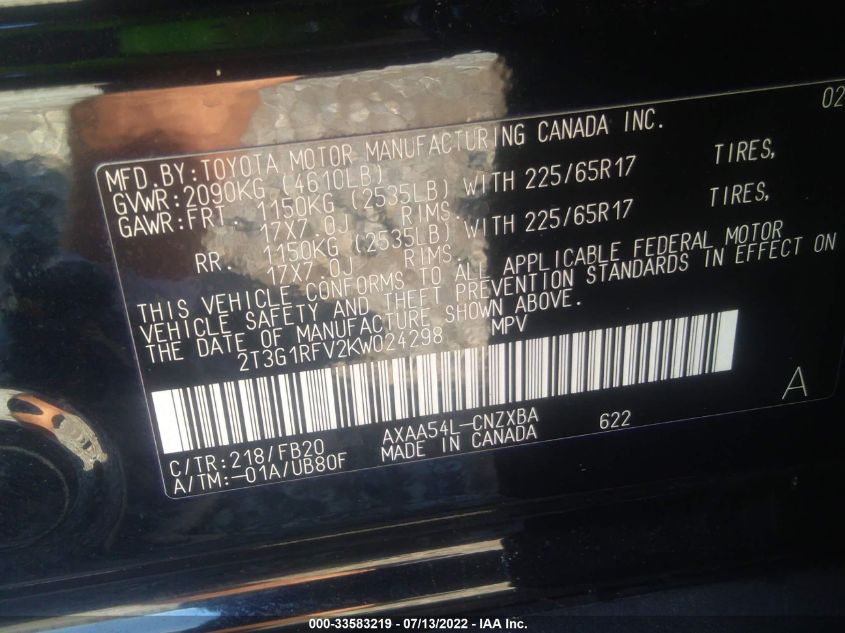 02
MFD.BY:TOYOTA MOTOR MANUFACTURING CANADA INC.
GVWR:2090KG (4610LB)
GAWR:FRT. 1150KG (2535LB) WITH 225/65R17 TIRES,
17X7.0J RIMS.
RR. 1150KG (2535LB) WITH 225/65R17 TIRES,
17X7.0J RIMS.
THIS VEHICLE CONFORMS TO ALL APPLICABLE FEDERAL MOTOR
VEHICLE SAFETY AND THEFT PREVENTION STANDARDS IN EFFECT ON
THE DATE OF MANUFACTURE SHOWN ABOVE.
2T3G1RFV2KW024298 MPV
A
C/TR:218/FB20 AXAA54L-CNZXBA 622
A/TM:-01A/UB80F MADE IN CANADA
000-33583219 - 07/13/2022 - IAA Inc.